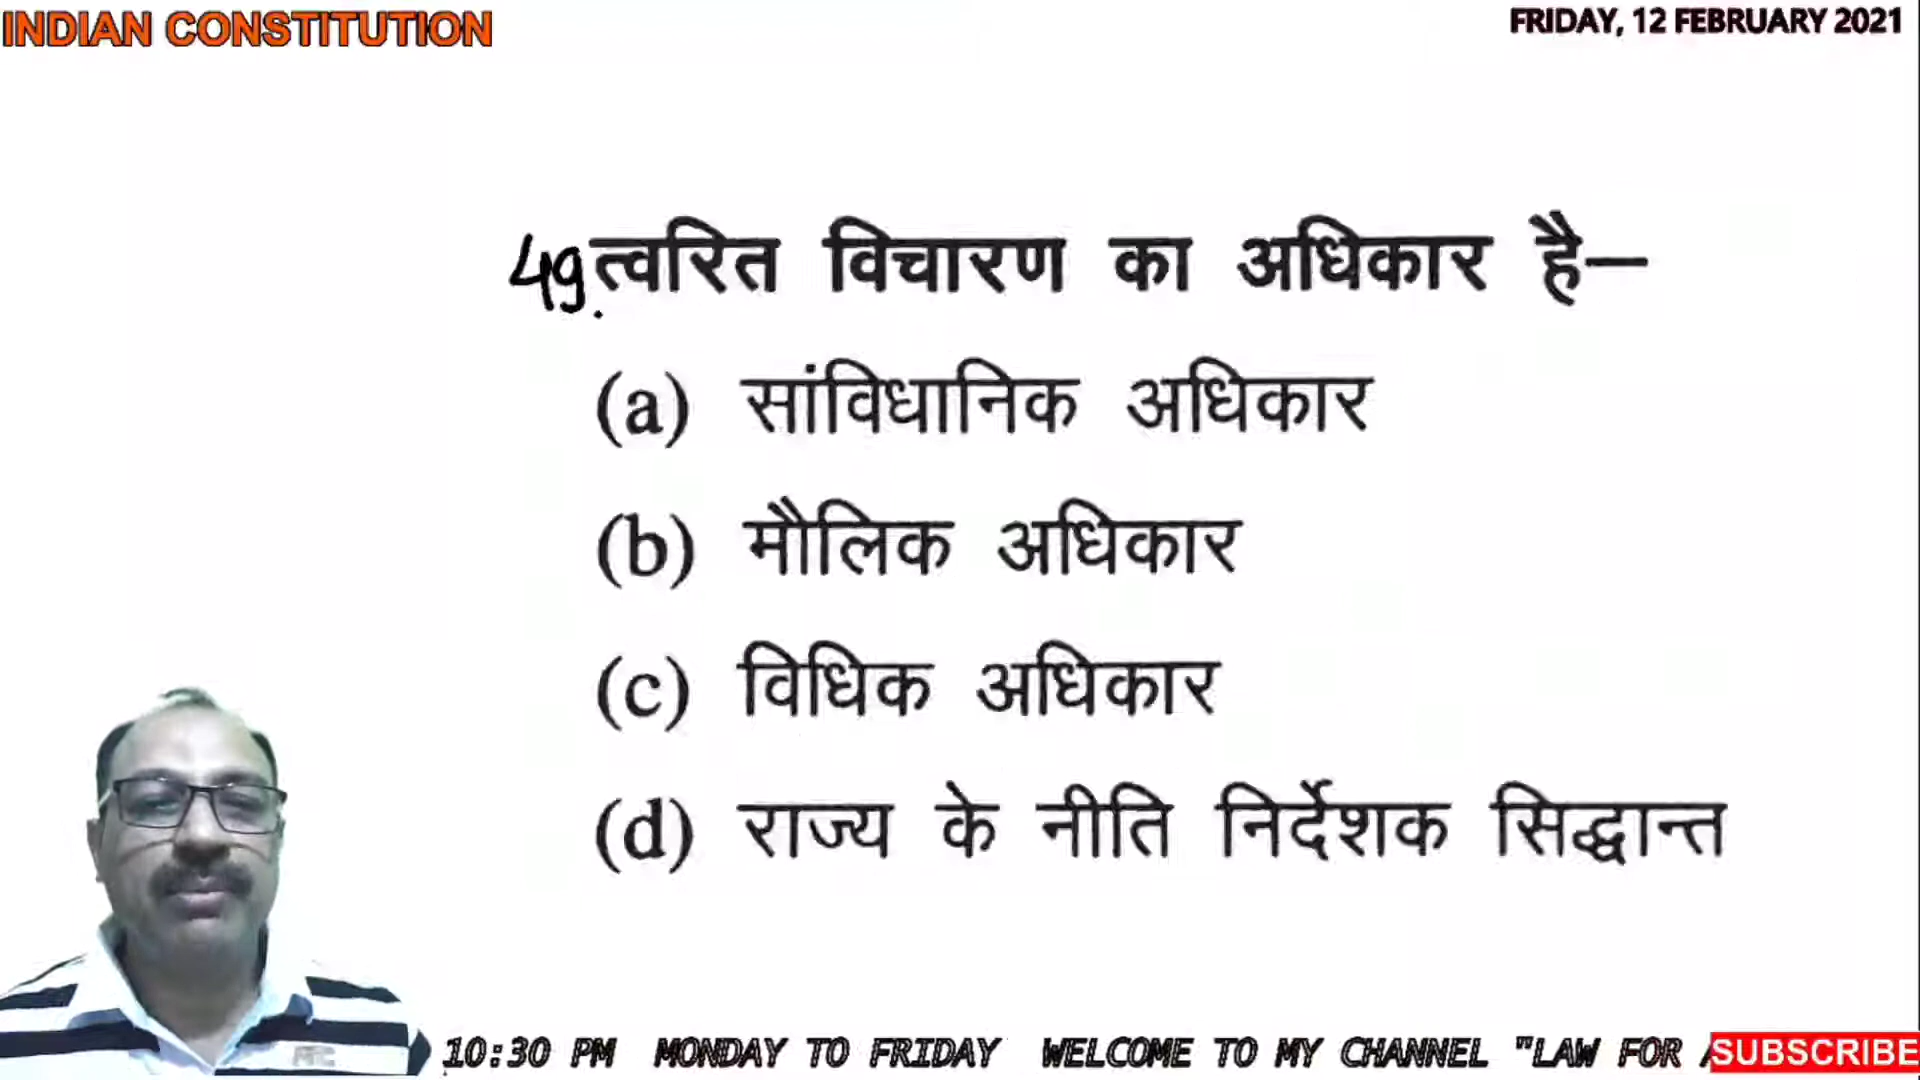 INDIAN CONSTITUTION
FRIDAY, 12 FEBRUARY 2021
49. त्वरित विचारण का अधिकार है—
(a) सांविधानिक अधिकार
(b) मौलिक अधिकार
(c) विधिक अधिकार
(d) राज्य के नीति निर्देशक सिद्धान्त
10:30 PM MONDAY TO FRIDAY WELCOME TO MY CHANNEL "LAW FOR
SUBSCRIBE